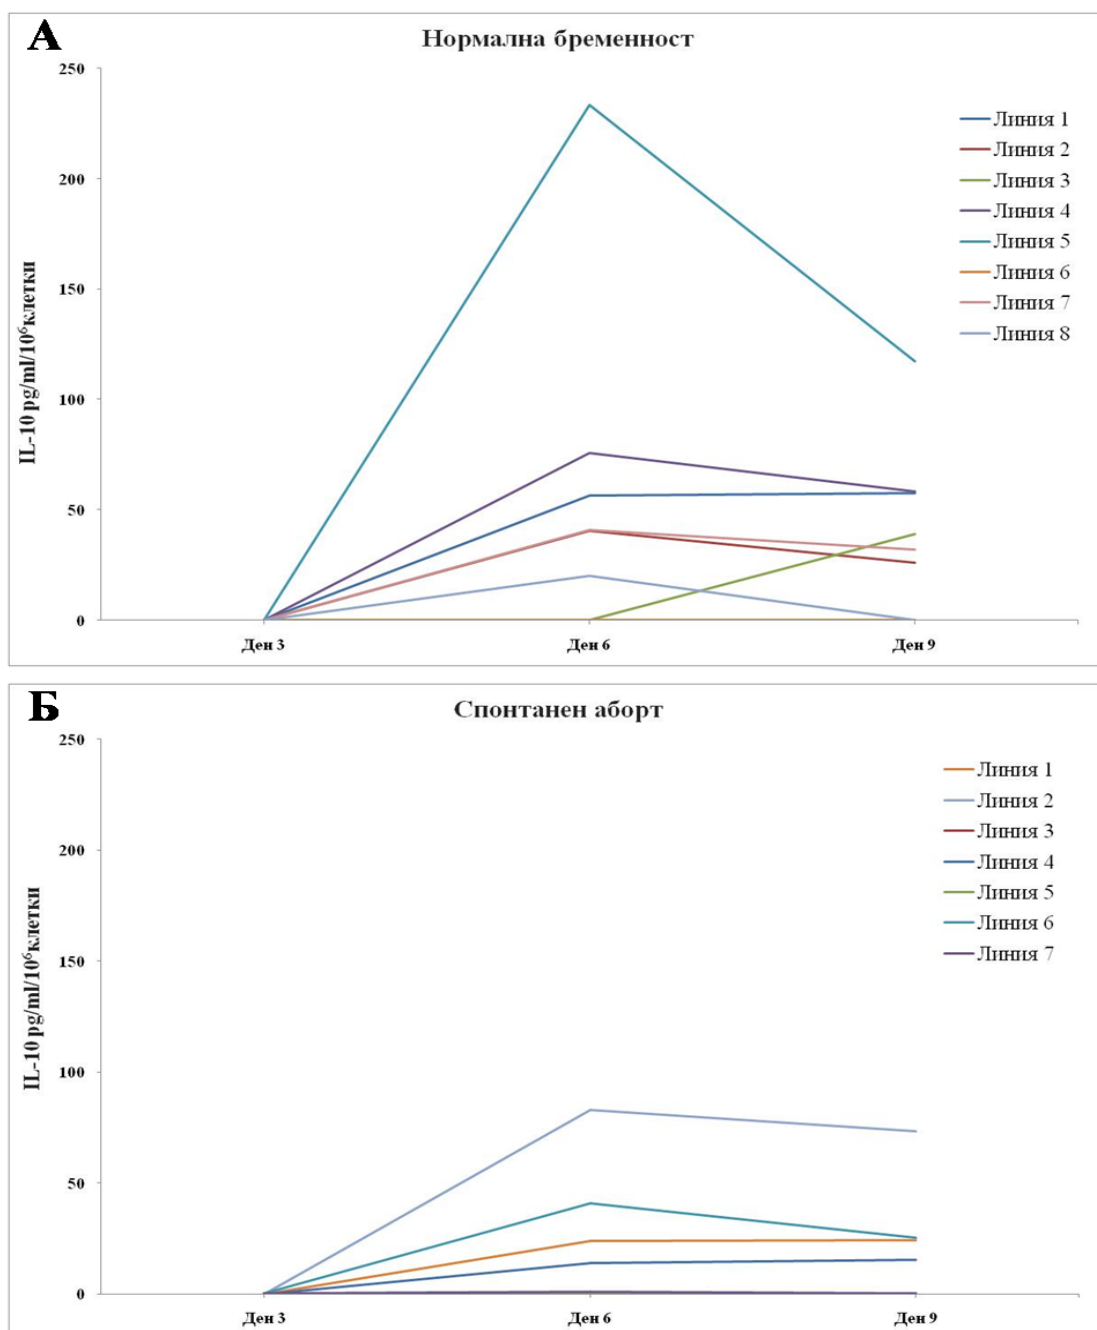 А
Нормална бременност
250
200
150
100
50
0
IL-10 pg/ml/10⁶клетки
Ден 3
Ден 6
Ден 9
Линия 1
Линия 2
Линия 3
Линия 4
Линия 5
Линия 6
Линия 7
Линия 8
Б
Спонтанен аборт
250
200
150
100
50
0
IL-10 pg/ml/10⁶клетки
Ден 3
Ден 6
Ден 9
Линия 1
Линия 2
Линия 3
Линия 4
Линия 5
Линия 6
Линия 7